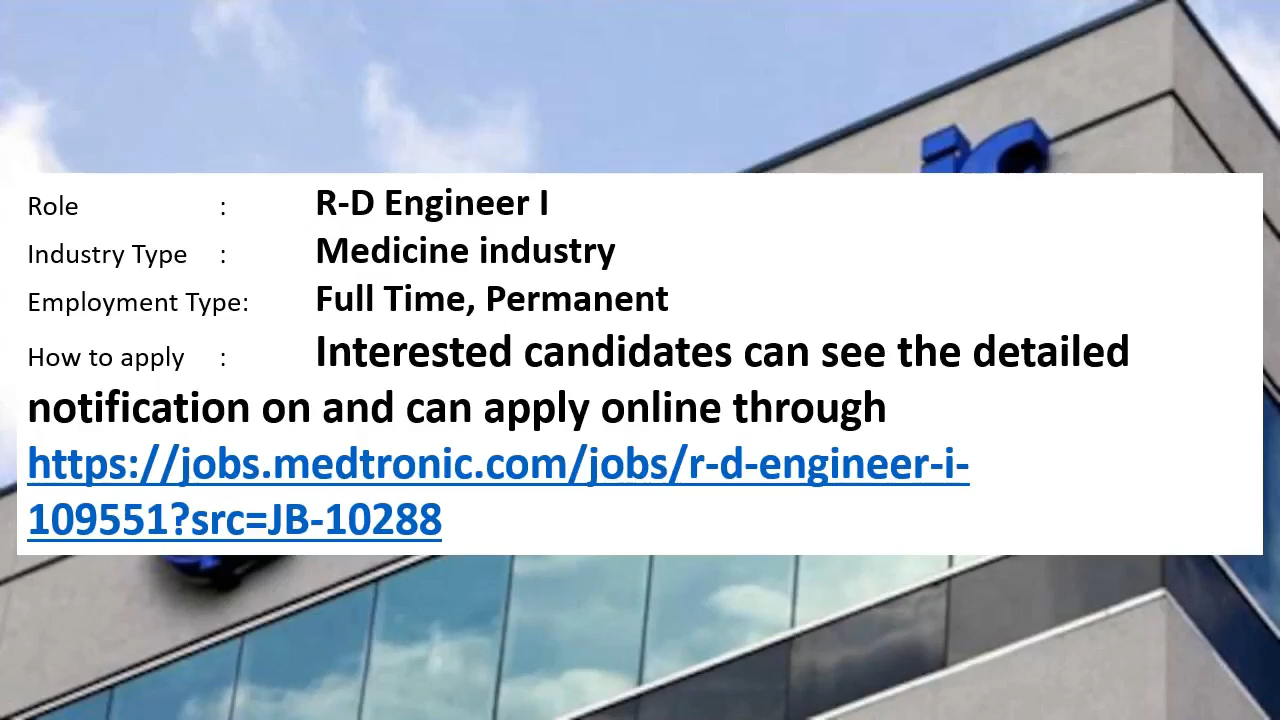 ic
Role : R-D Engineer I
Industry Type : Medicine industry
Employment Type: Full Time, Permanent
How to apply : Interested candidates can see the detailed
notification on and can apply online through
https://jobs.medtronic.com/jobs/r-d-engineer-i-
109551?src=JB-10288